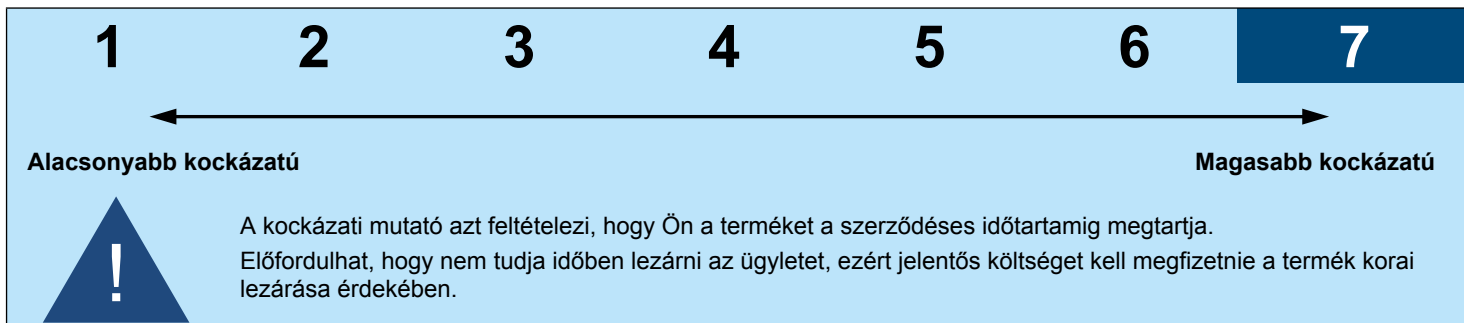 1 2 3 4 5 6 7
Alacsonyabb kockázatú Magasabb kockázatú
!
A kockázati mutató azt feltételezi, hogy Ön a terméket a szerződéses időtartamig megtartja.
Előfordulhat, hogy nem tudja időben lezárni az ügyletet, ezért jelentős költséget kell megfizetnie a termék korai
lezárása érdekében.